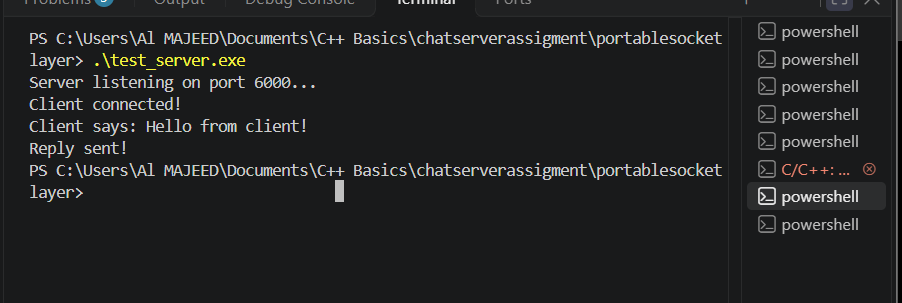 Problems
Output
Debug Console
Terminal
Ports
PS C:\Users\Al MAJEED\Documents\C++ Basics\chatserverassigment\portablesocket
layer> .\test_server.exe
Server listening on port 6000...
Client connected!
Client says: Hello from client!
Reply sent!
PS C:\Users\Al MAJEED\Documents\C++ Basics\chatserverassigment\portablesocket
layer>
powershell
powershell
powershell
powershell
powershell
C/C++: ...
powershell
powershell